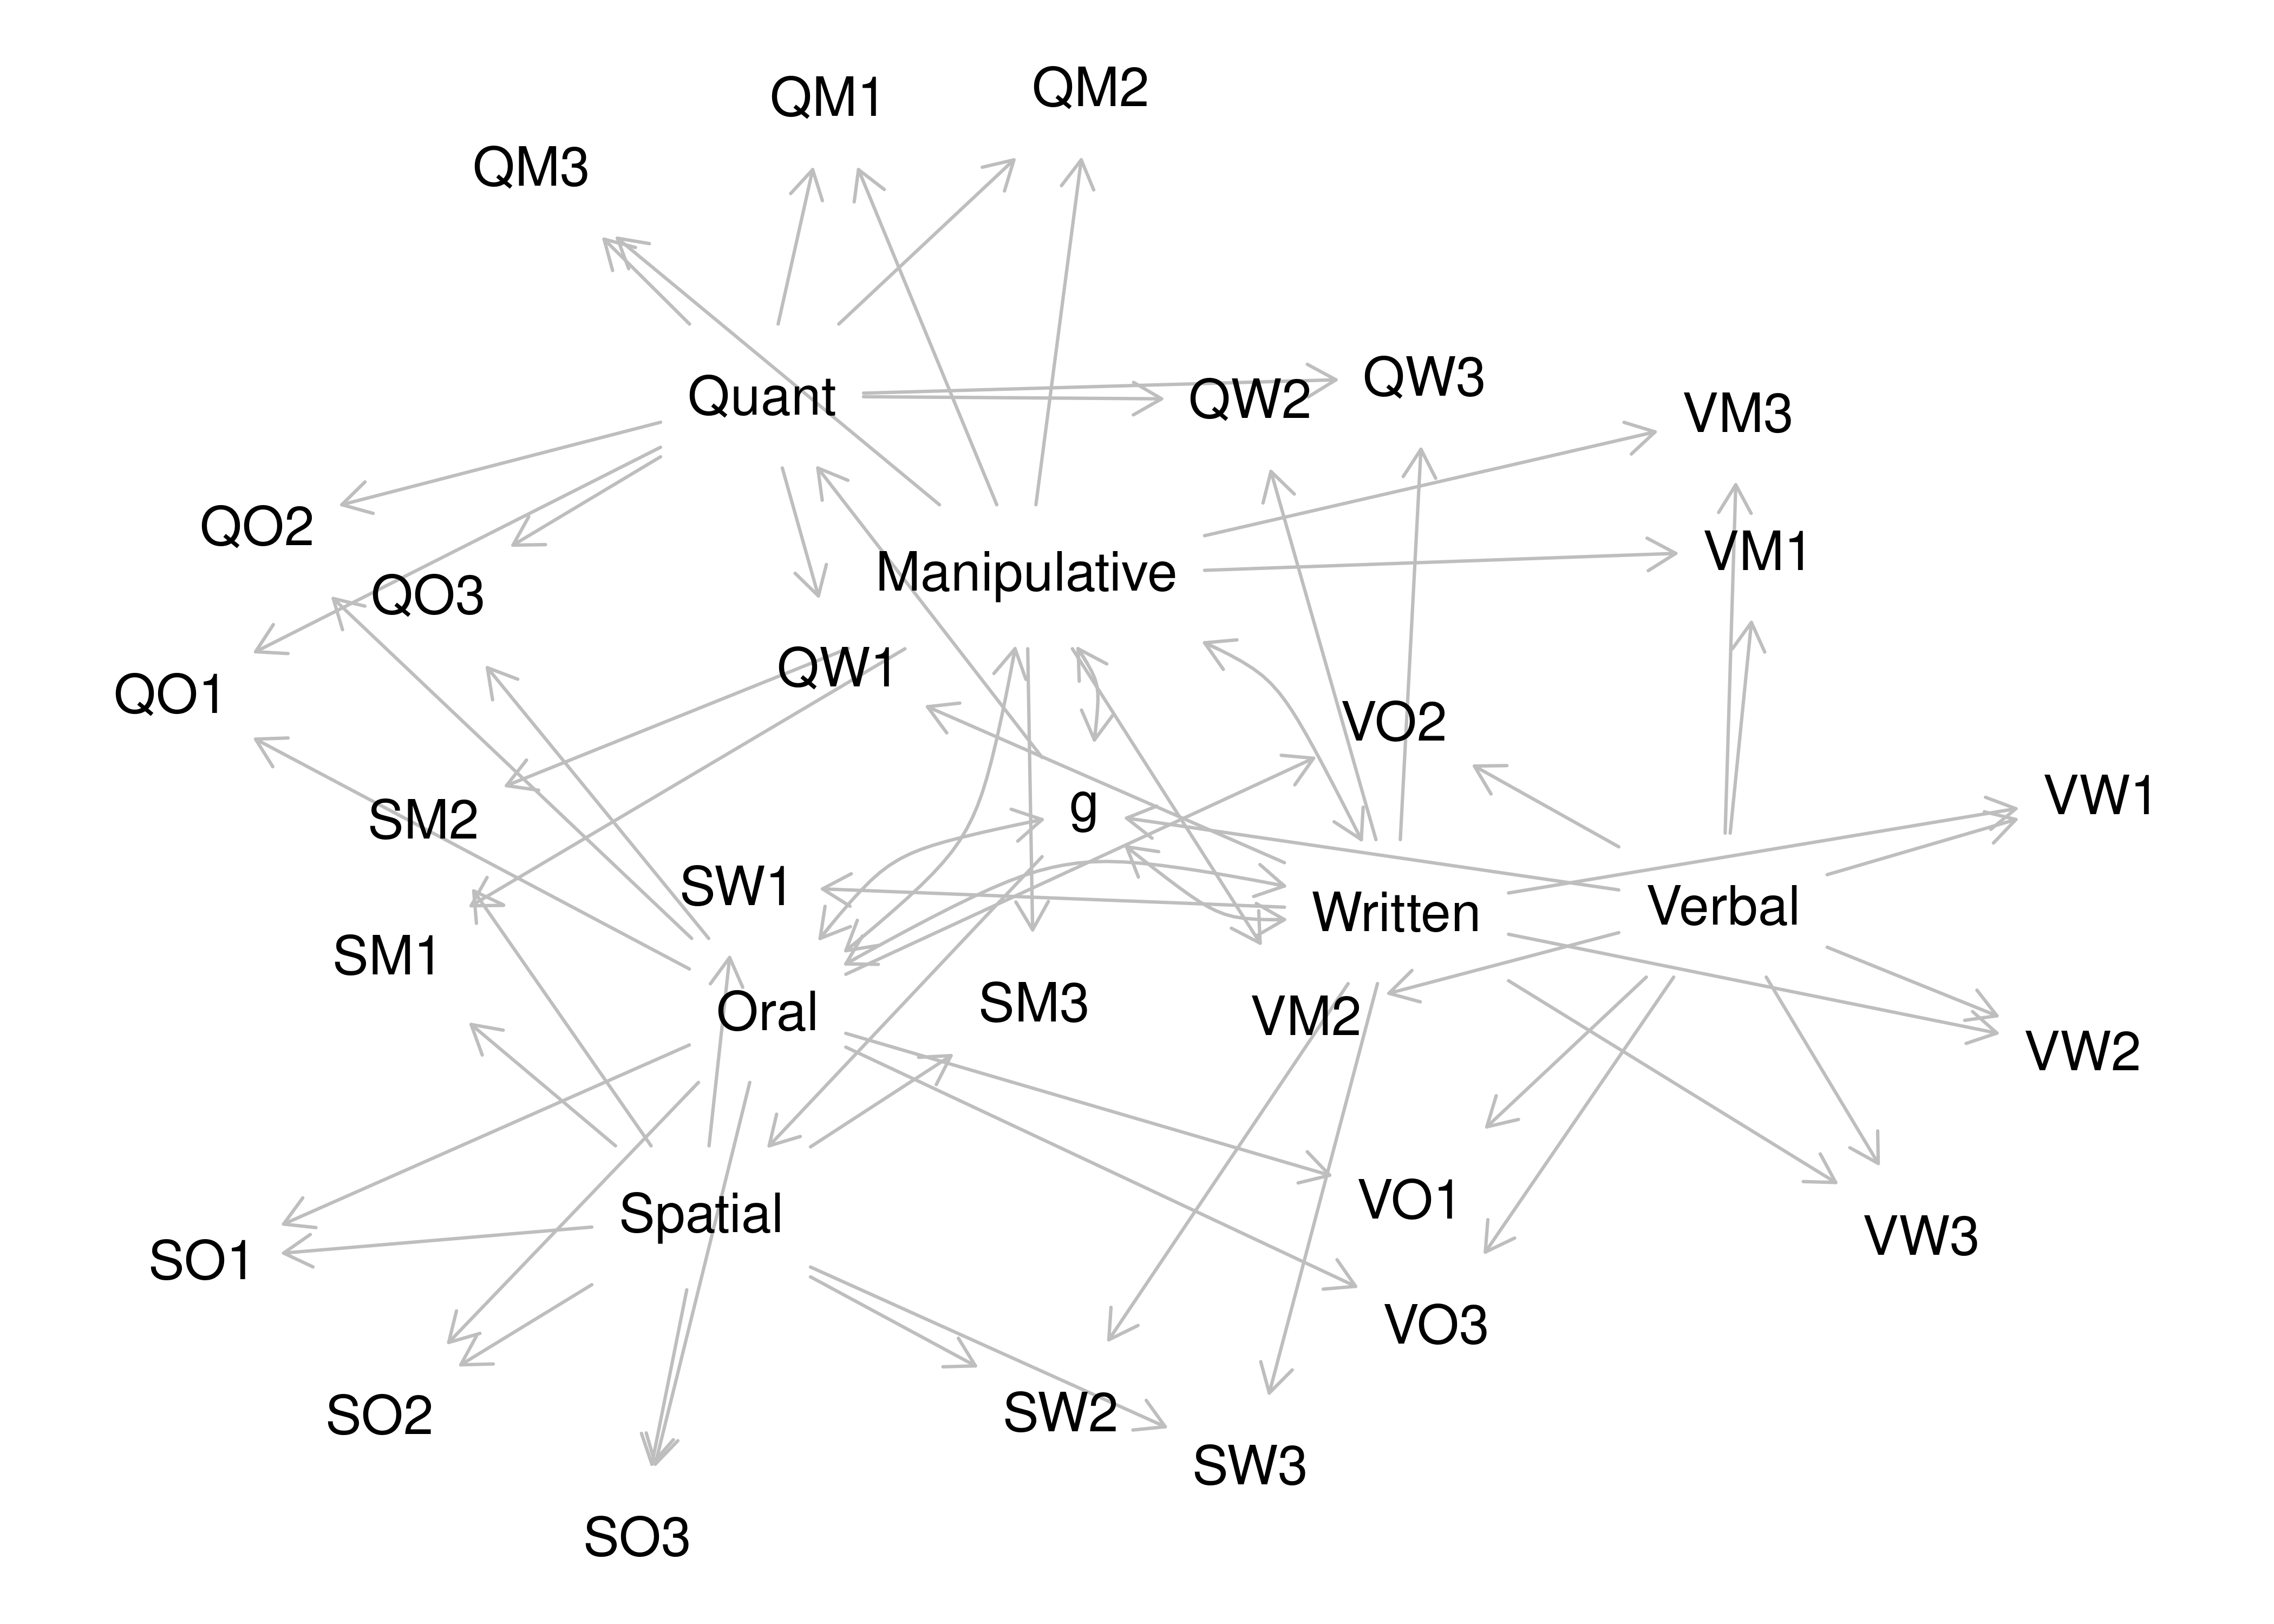 QM2
QM1
QM3
QW3
Quant
QW2
VM3
QO2
VM1
Manipulative
QO3
QW1
QO1
VO2
VW1
g
SM2
SW1
Verbal
Written
SM1
SM3
Oral
VM2
VW2
VO1
Spatial
VW3
SO1
VO3
SW2
SO2
SW3
SO3